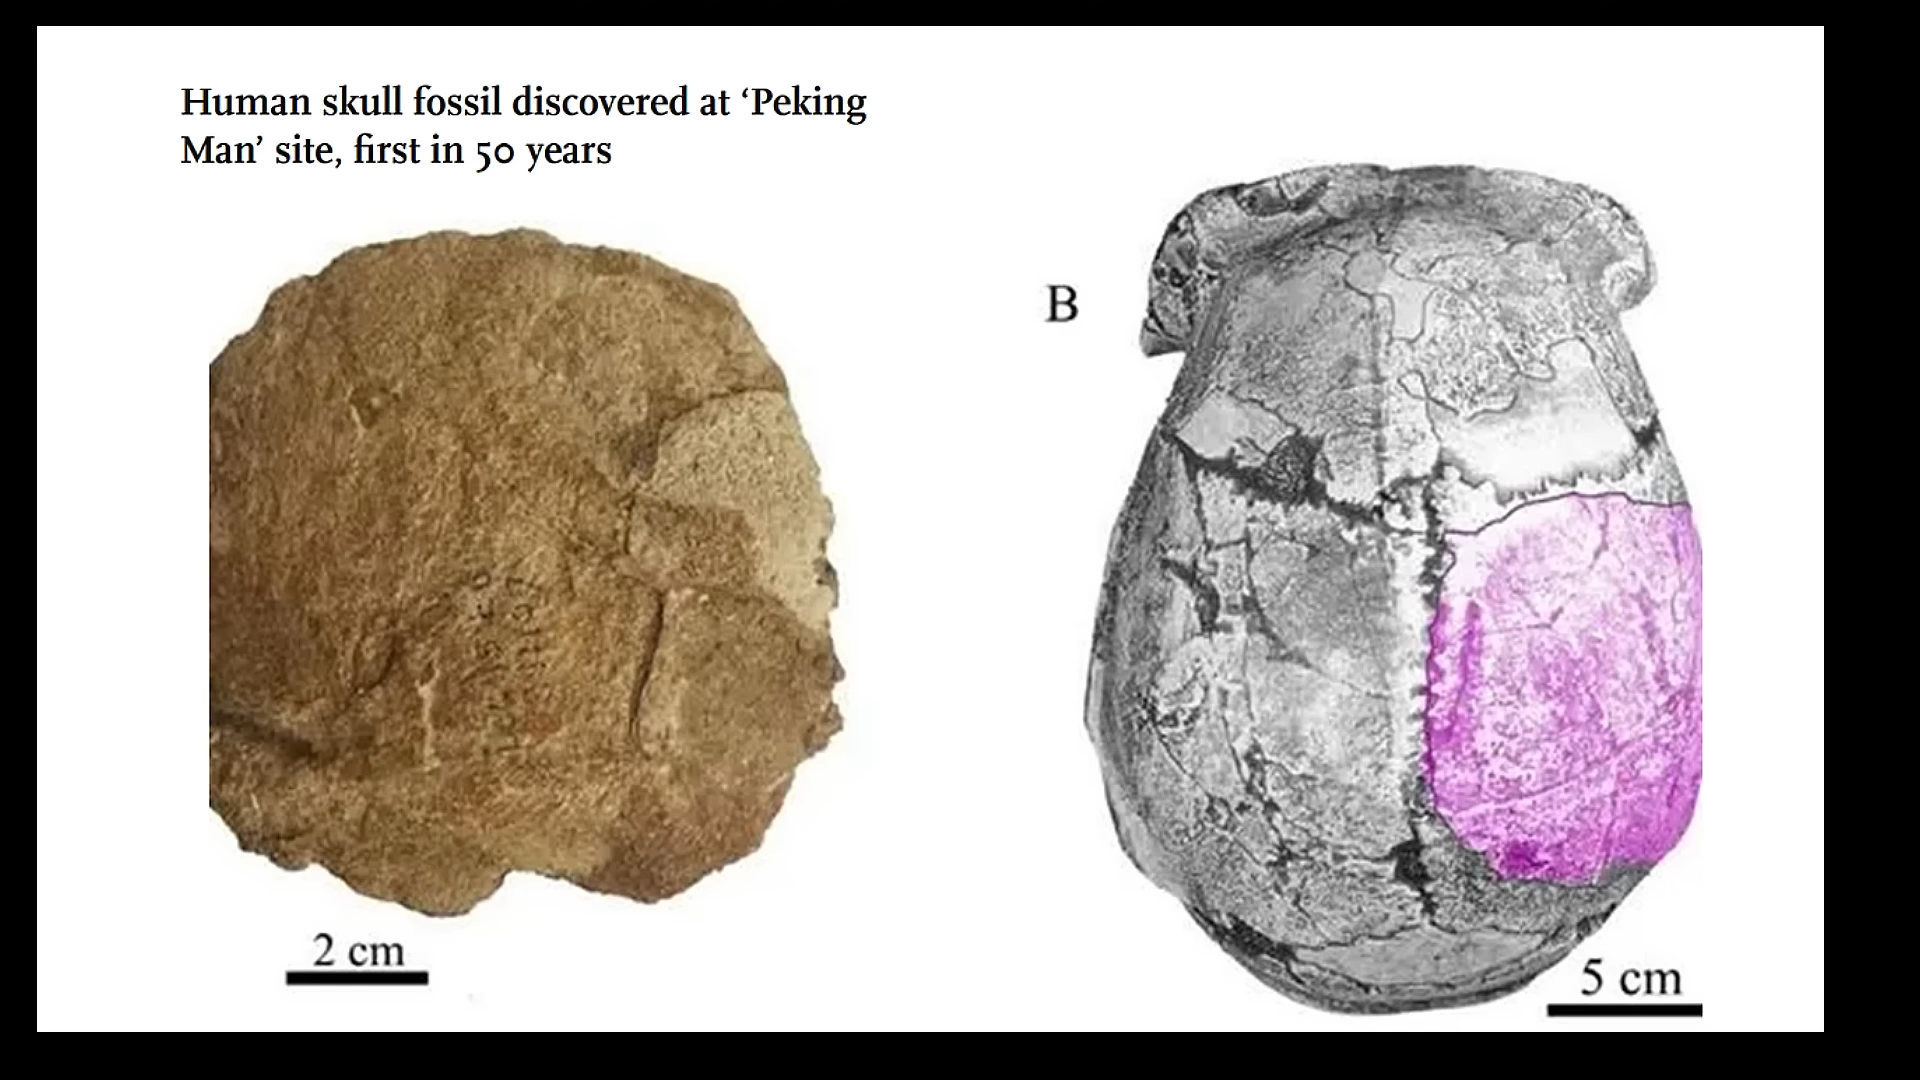 Human skull fossil discovered at ‘Peking
Man’ site, first in 50 years
B
2 cm
5 cm